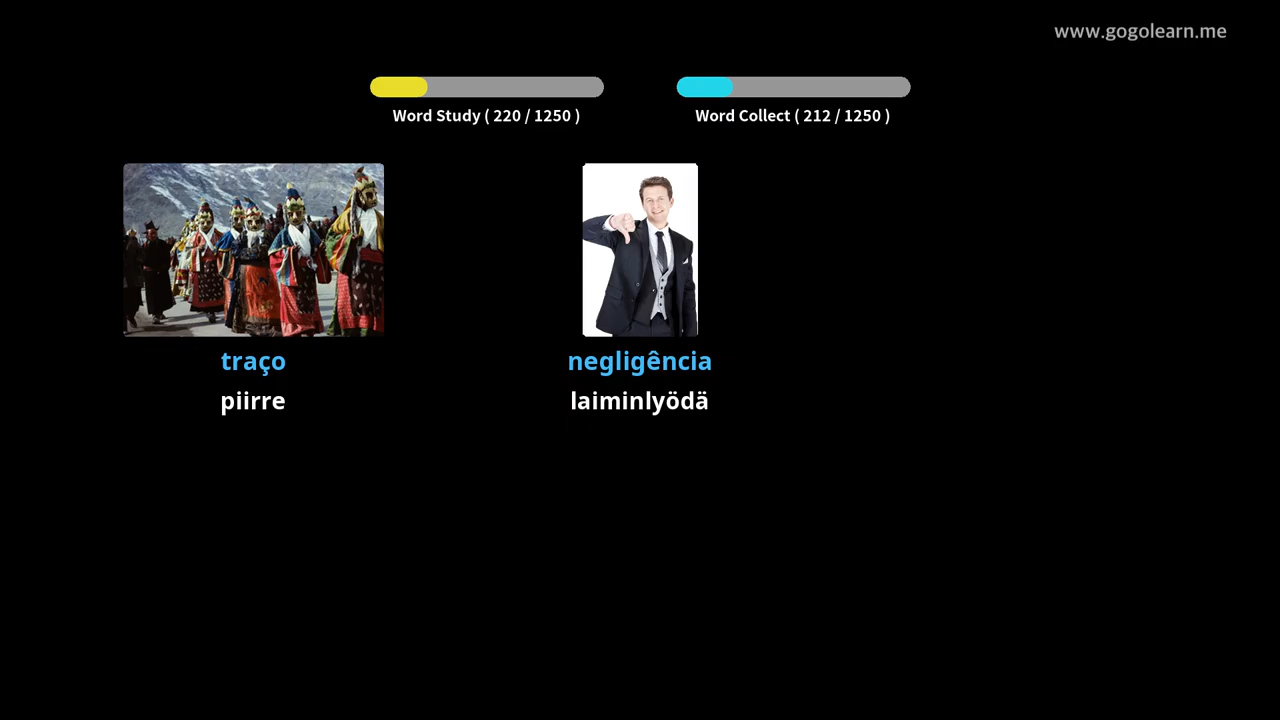 www.gogolearn.me
Word Study ( 220 / 1250 )
Word Collect ( 212 / 1250 )
traço
piirre
negligência
laiminlyödä